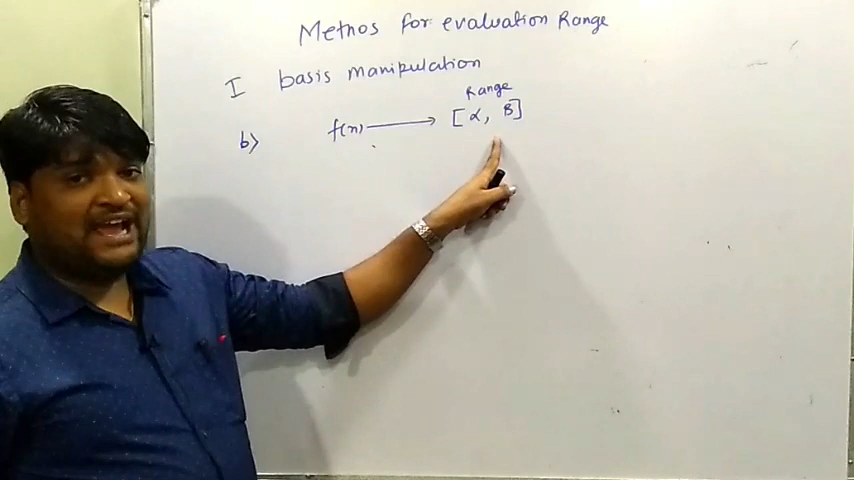 Methos for evaluation Range
I basis manipulation
Range
b) f(x) → [α, β]